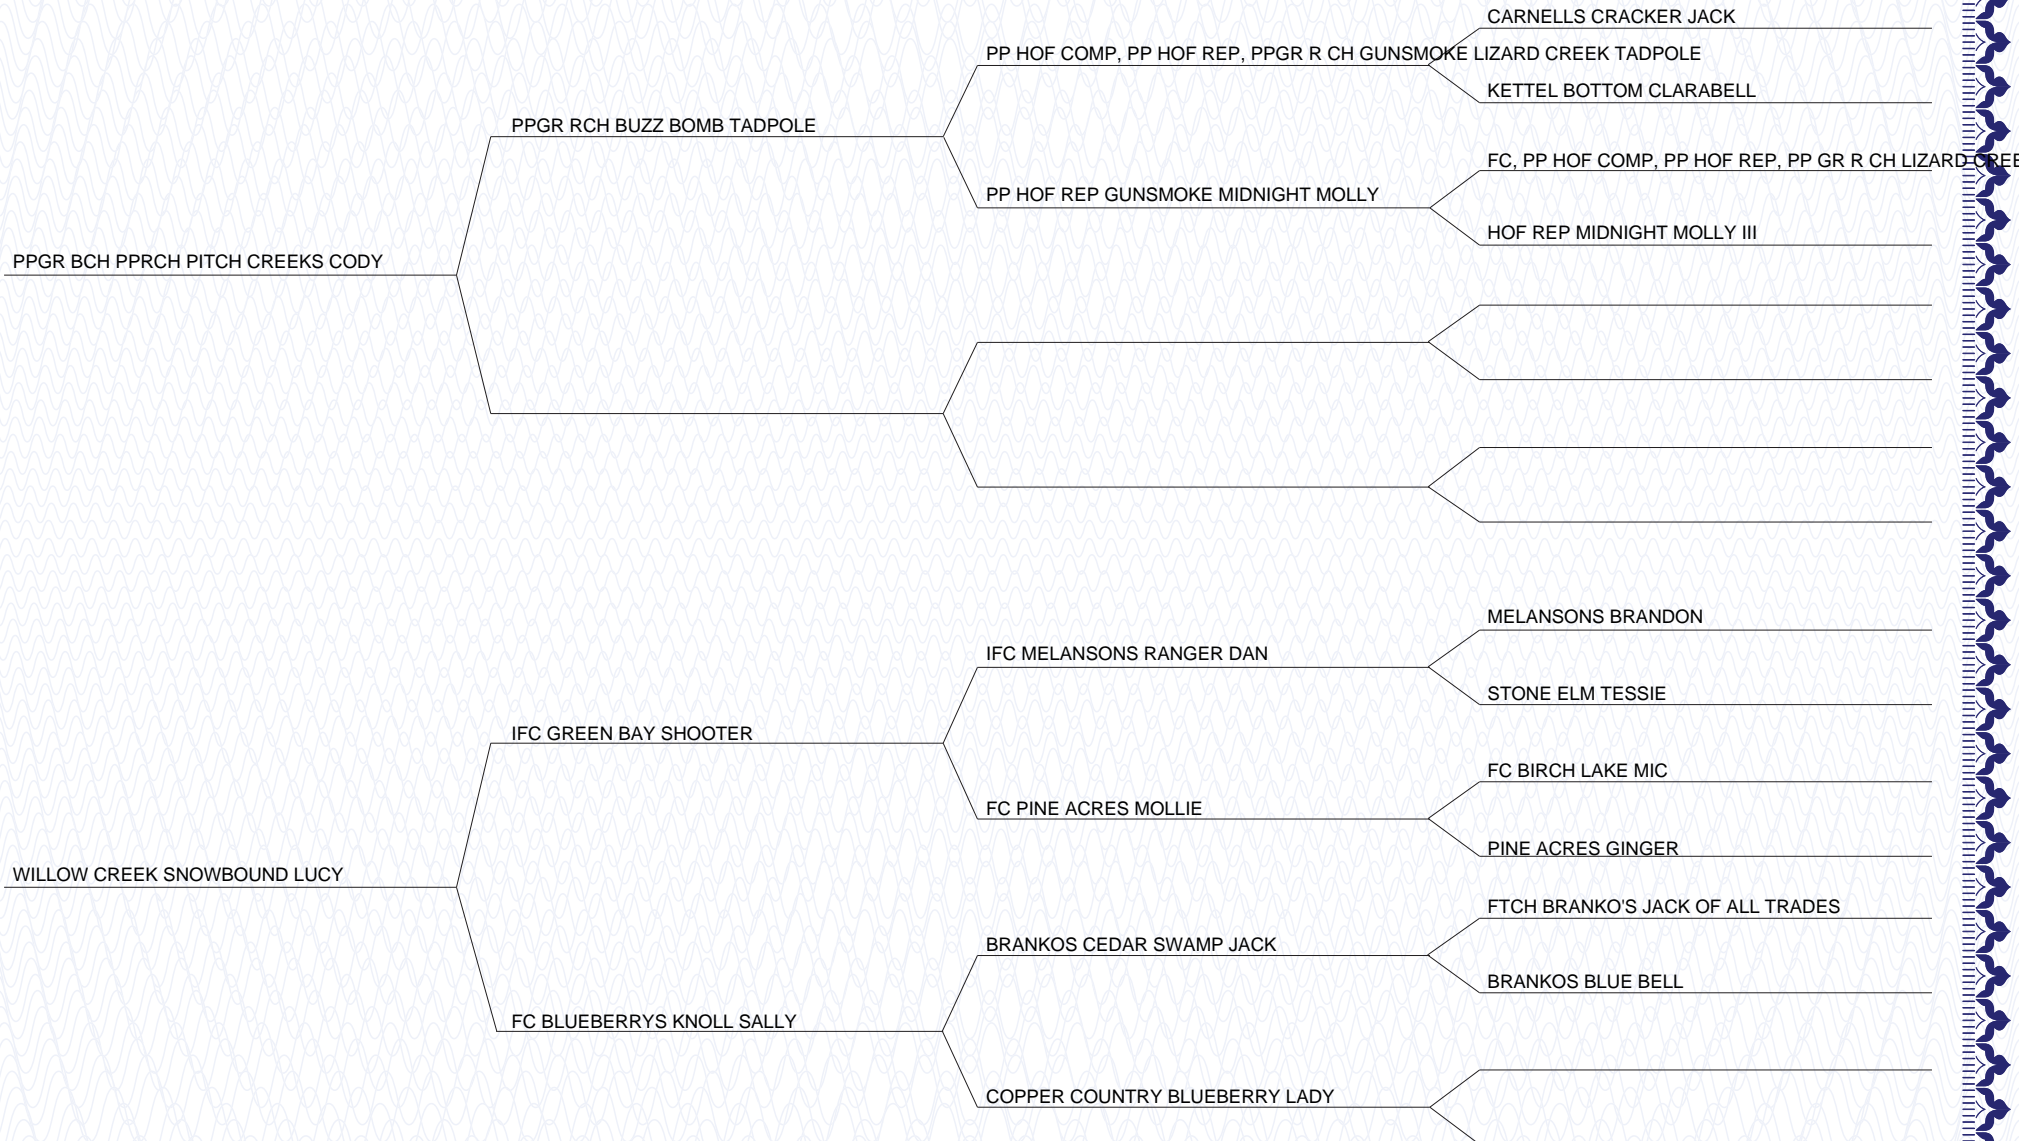 CARNELLS CRACKER JACK
PP HOF COMP, PP HOF REP, PPGR R CH GUNSMOKE LIZARD CREEK TADPOLE
KETTEL BOTTOM CLARABELL
PPGR RCH BUZZ BOMB TADPOLE
FC, PP HOF COMP, PP HOF REP, PP GR R CH LIZARD
PP HOF REP GUNSMOKE MIDNIGHT MOLLY
HOF REP MIDNIGHT MOLLY III
PPGR BCH PPRCH PITCH CREEKS CODY
MELANSONS BRANDON
IFC MELANSONS RANGER DAN
STONE ELM TESSIE
IFC GREEN BAY SHOOTER
FC BIRCH LAKE MIC
FC PINE ACRES MOLLIE
PINE ACRES GINGER
WILLOW CREEK SNOWBOUND LUCY
FTCH BRANKO'S JACK OF ALL TRADES
BRANKOS CEDAR SWAMP JACK
BRANKOS BLUE BELL
FC BLUEBERRYS KNOLL SALLY
COPPER COUNTRY BLUEBERRY LADY